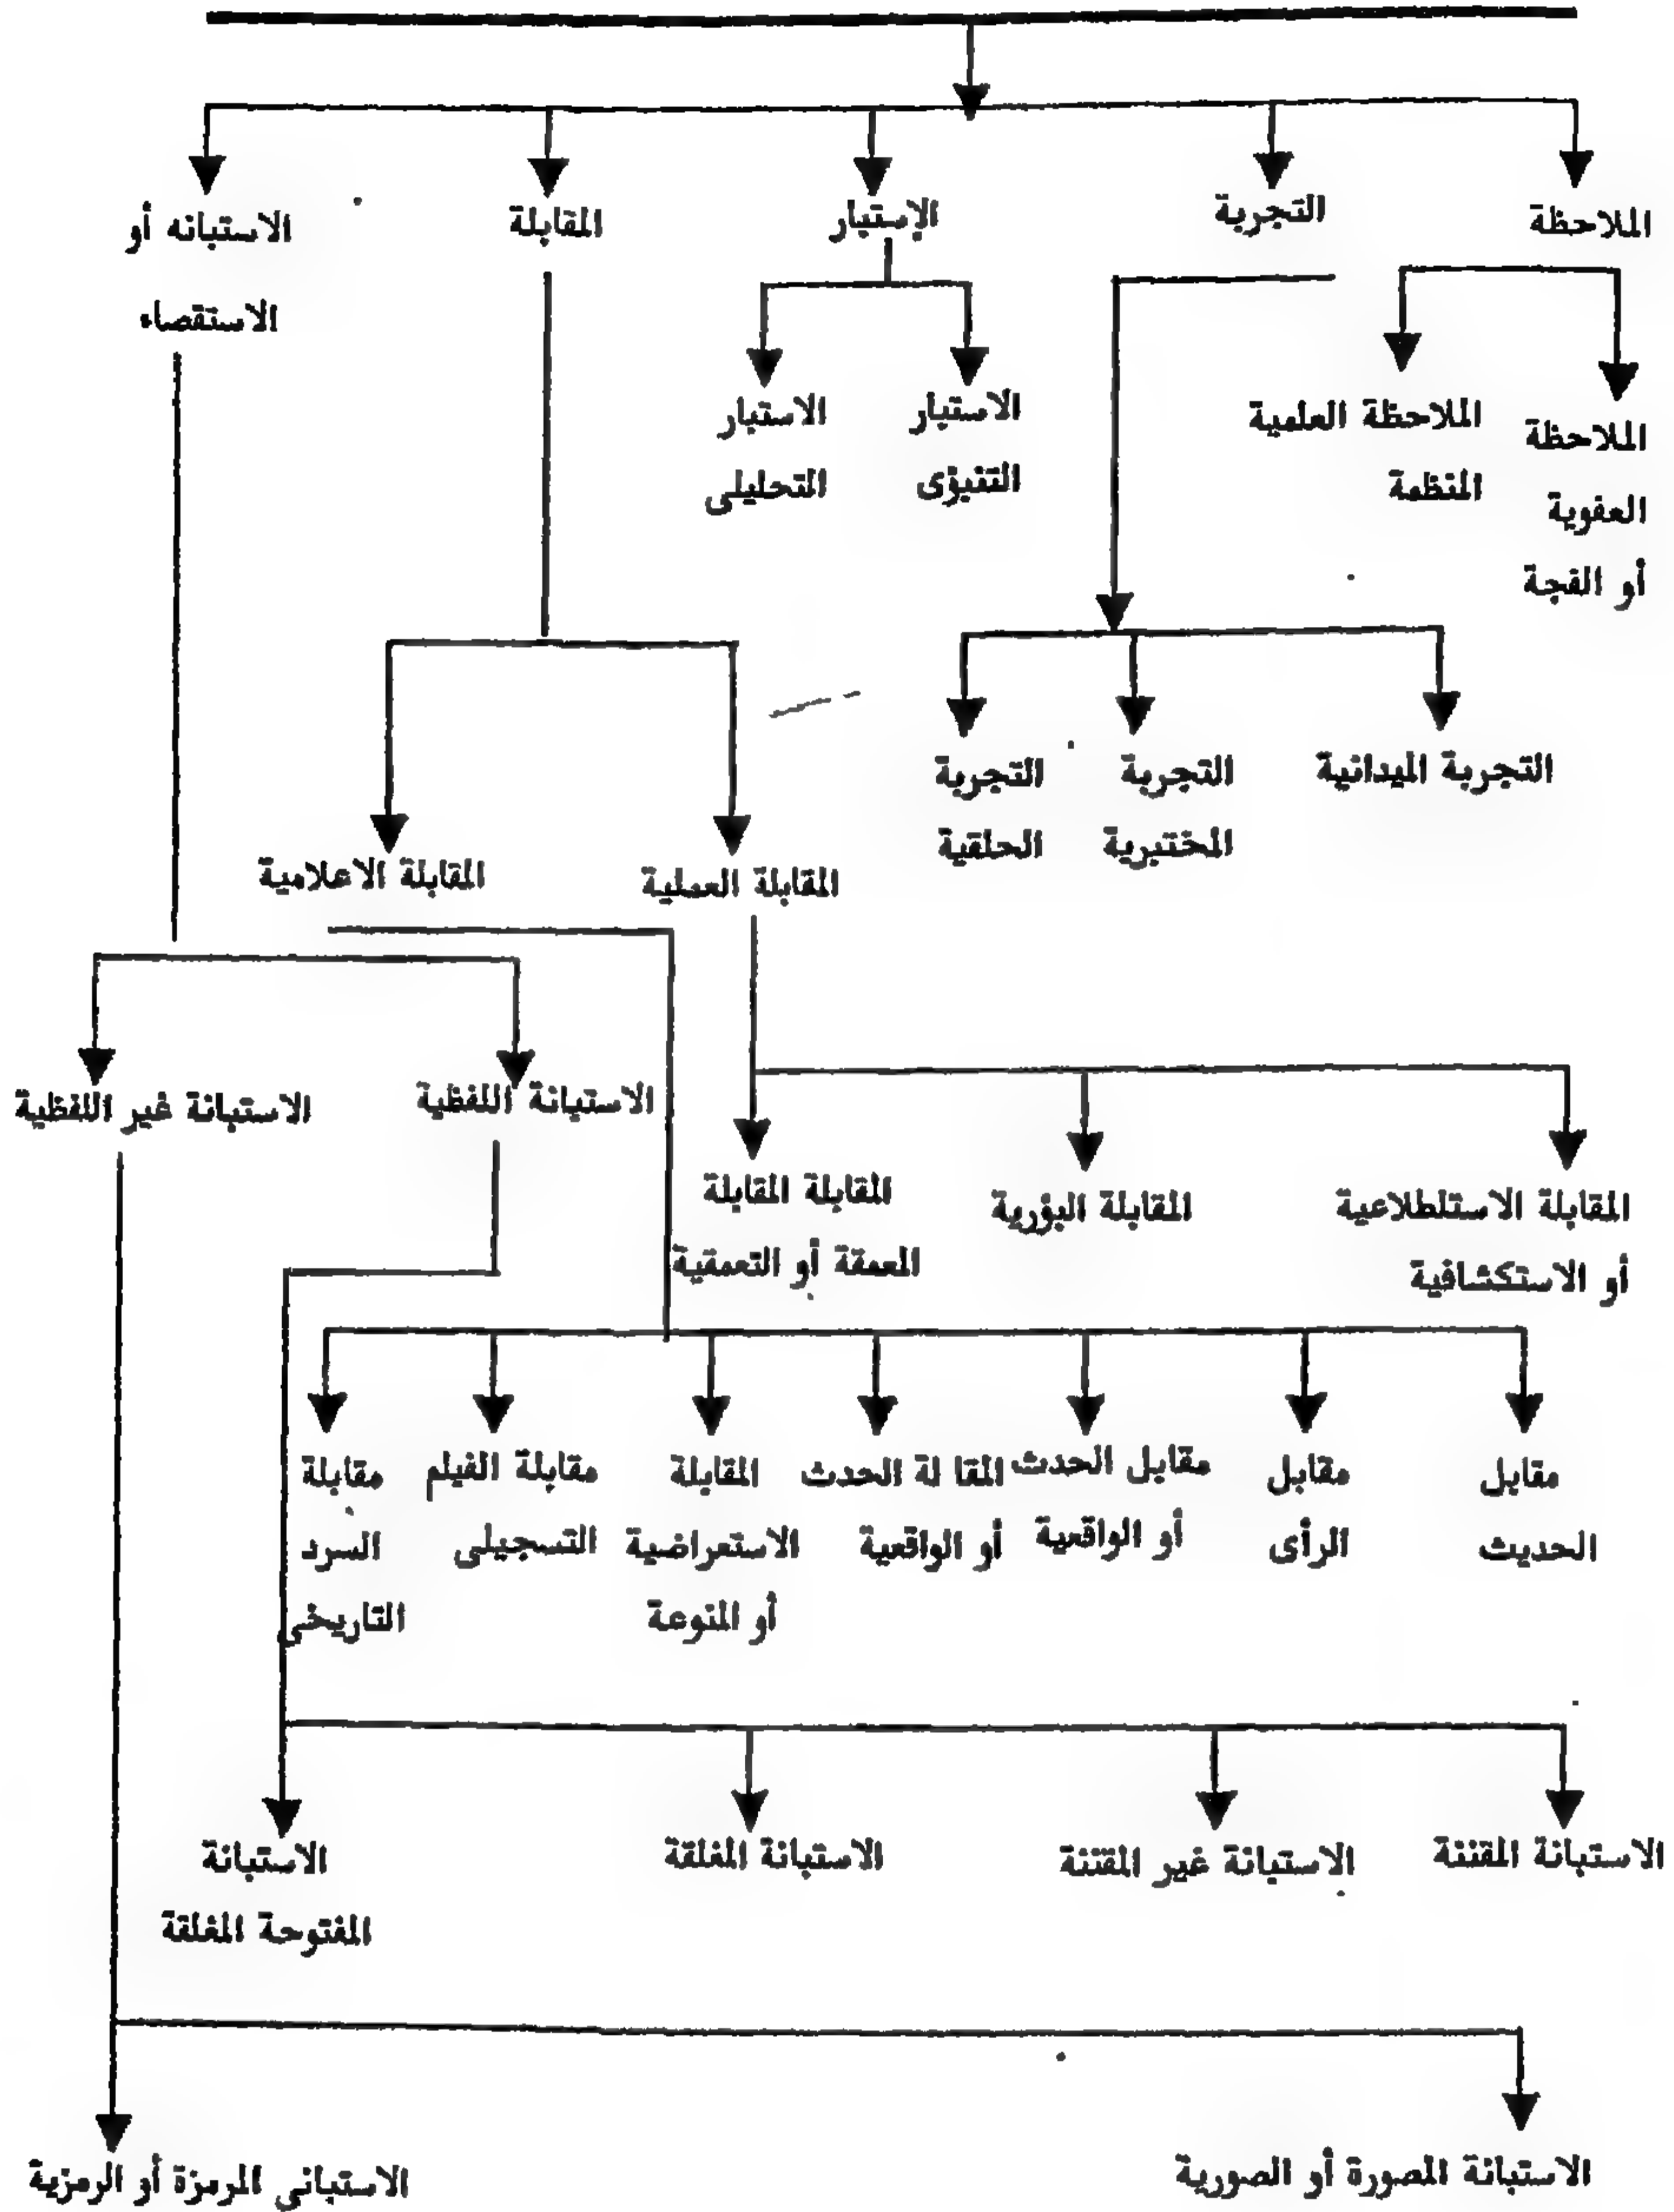 الملاحظة
التجربة
الإستبار
المقابلة
الاستبانه أو
الاستقصاء
الملاحظة
العفوية
أو الفجة
الملاحظة العلمية
المنظمة
الاستبار
التنبؤى
الاستبار
التحليلى
التجربة الميدانية
التجربة
المختبرية
التجربة
الحلقية
المقابلة العملية
المقابلة الاعلامية
الاستبانة اللفظية
الاستبانة غير اللفظية
المقابلة الاستلطلاعية
أو الاستكشافية
المقابلة البؤرية
المقابلة المقابلة
المعمقة أو التعمقية
مقابل
الحديث
مقابل
الرأى
مقابل الحدث
أو الواقعية
المقا لة الحدث
أو الواقعية
المقابلة
الاستعراضية
أو المنوعة
مقابلة الفيلم
التسجيلى
مقابلة
السرد
التاريخى
الاستبانة المقننة
الاستبانة غير المقننة
الاستبانة المغلقة
الاستبانة
المفتوحة المغلقة
الاستبانة المصورة أو الصورية
الاستبانى المرمزة أو الرمزية